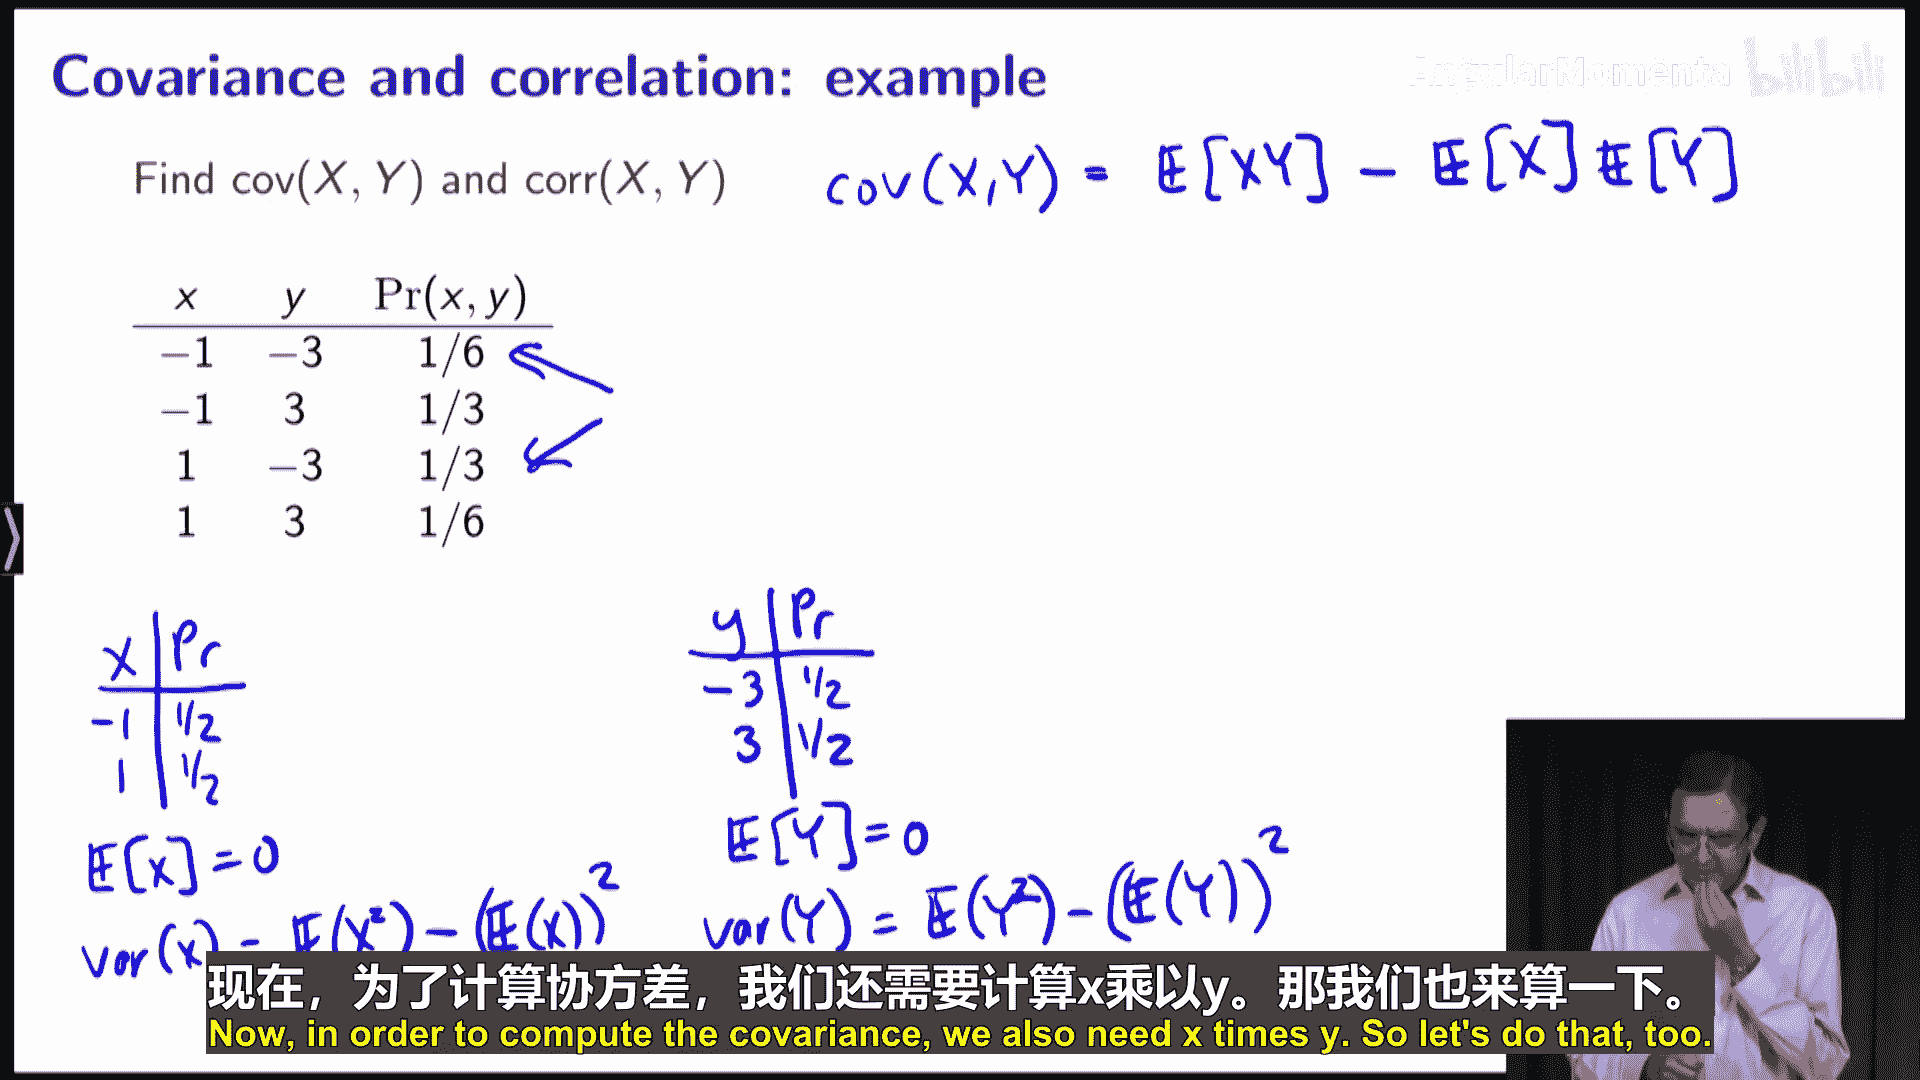 Covariance and correlation: example
AngularMomenta bilibili
Find cov(X, Y) and corr(X, Y)
cov(X,Y) = 𝔼[XY] − 𝔼[X]𝔼[Y]
x y Pr(x, y)
−1 −3 1/6
−1 3 1/3
1 −3 1/3
1 3 1/6
x Pr
-1 1/2
1 1/2
𝔼[x] = 0
var(x) = 𝔼(x²) − (𝔼(x))²
y Pr
-3 1/2
3 1/2
𝔼[Y] = 0
var(Y) = 𝔼(Y²) − (𝔼(Y))²
现在，为了计算协方差，我们还需要计算x乘以y。那我们也来算一下。
Now, in order to compute the covariance, we also need x times y. So let's do that, too.